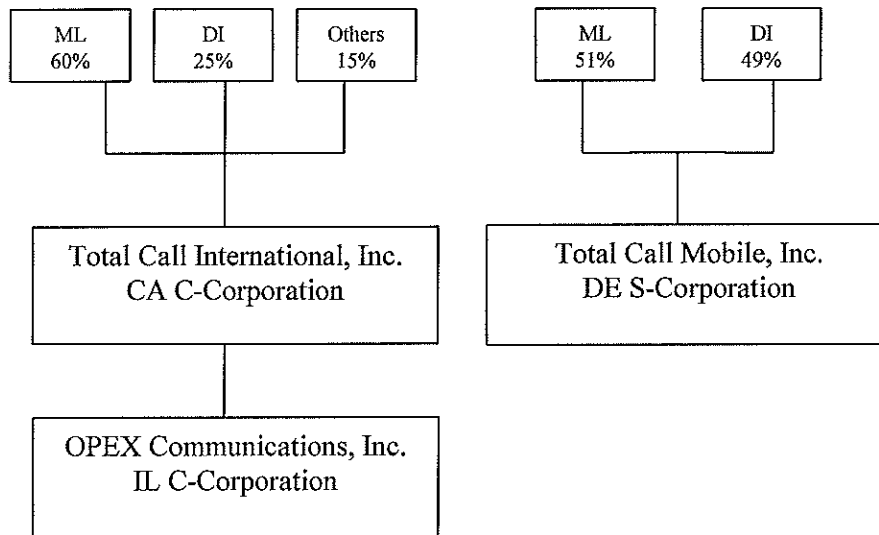 ML
60%
DI
25%
Others
15%
ML
51%
DI
49%
Total Call International, Inc.
CA C-Corporation
Total Call Mobile, Inc.
DE S-Corporation
OPEX Communications, Inc.
IL C-Corporation